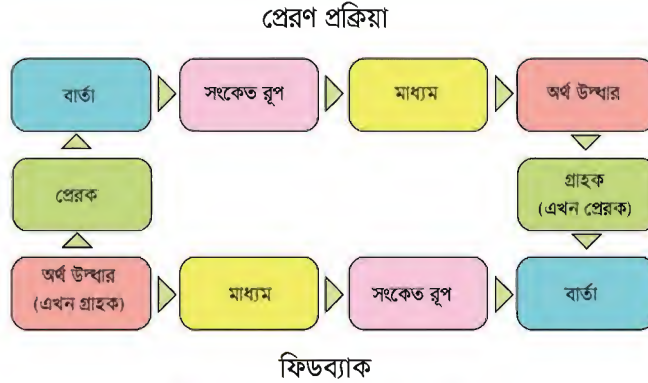 প্রেরণ প্রক্রিয়া
বার্তা
সংকেত রূপ
মাধ্যম
অর্থ উদ্ধার
প্রেরক
গ্রাহক
(এখন প্রেরক)
অর্থ উদ্ধার
(এখন গ্রাহক)
মাধ্যম
সংকেত রূপ
বার্তা
ফিডব্যাক